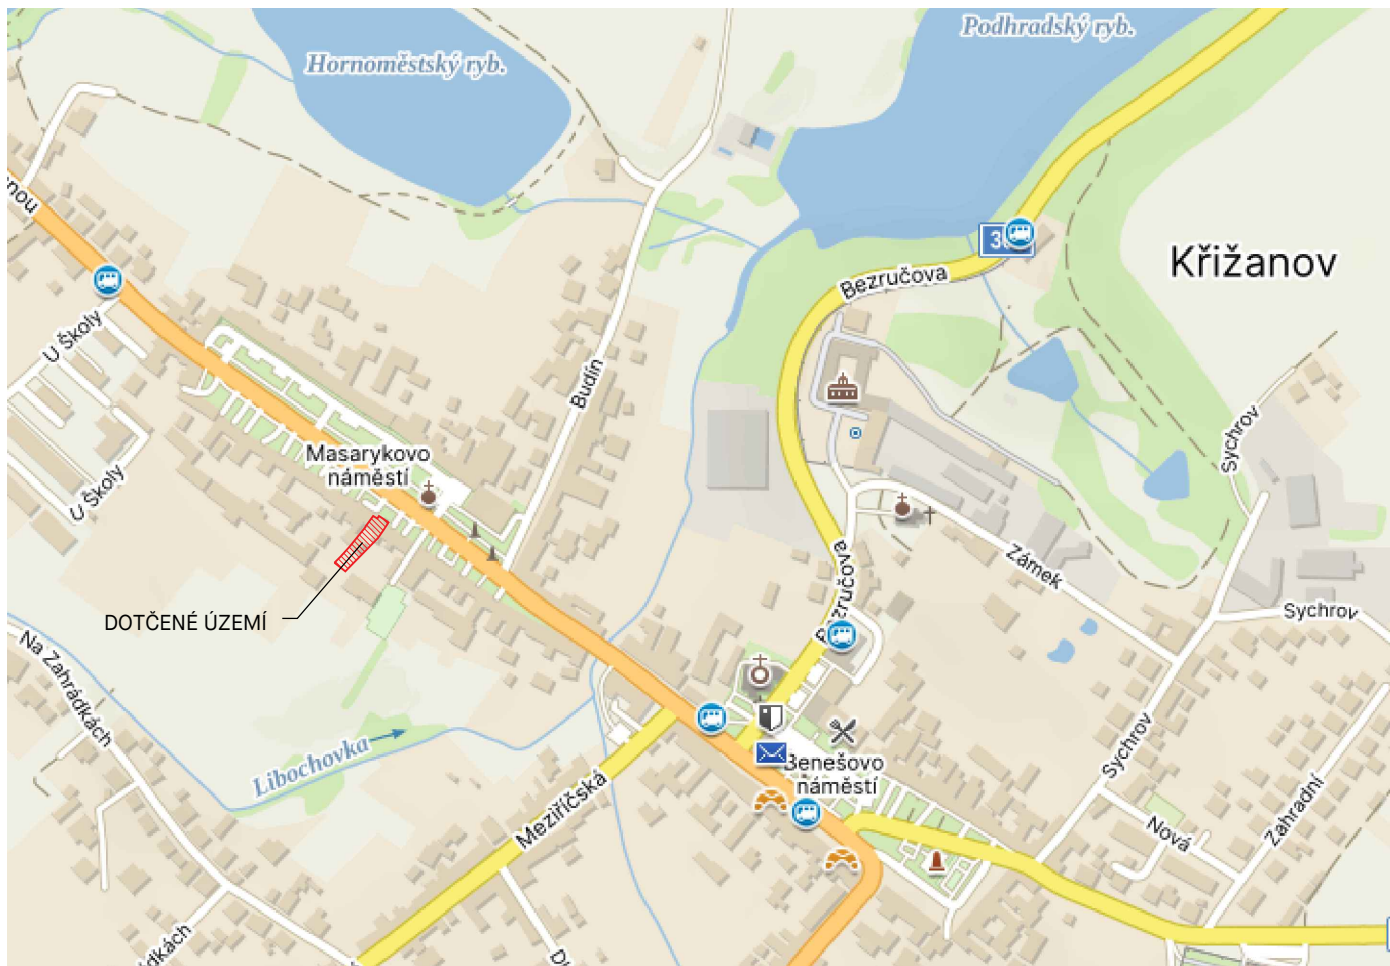 Podhradský ryb.
Hornoměstský ryb.
Bezručova
Křižanov
U Školy
Budín
Masarykovo
náměstí
Sychrov
U Školy
Zámek
Bezručova
DOTČENÉ ÚZEMÍ
Sychrov
Na Zahrádkách
Libochovka
Sychrov
Benešovo
náměstí
Meziříčská
Nová
Zahradní